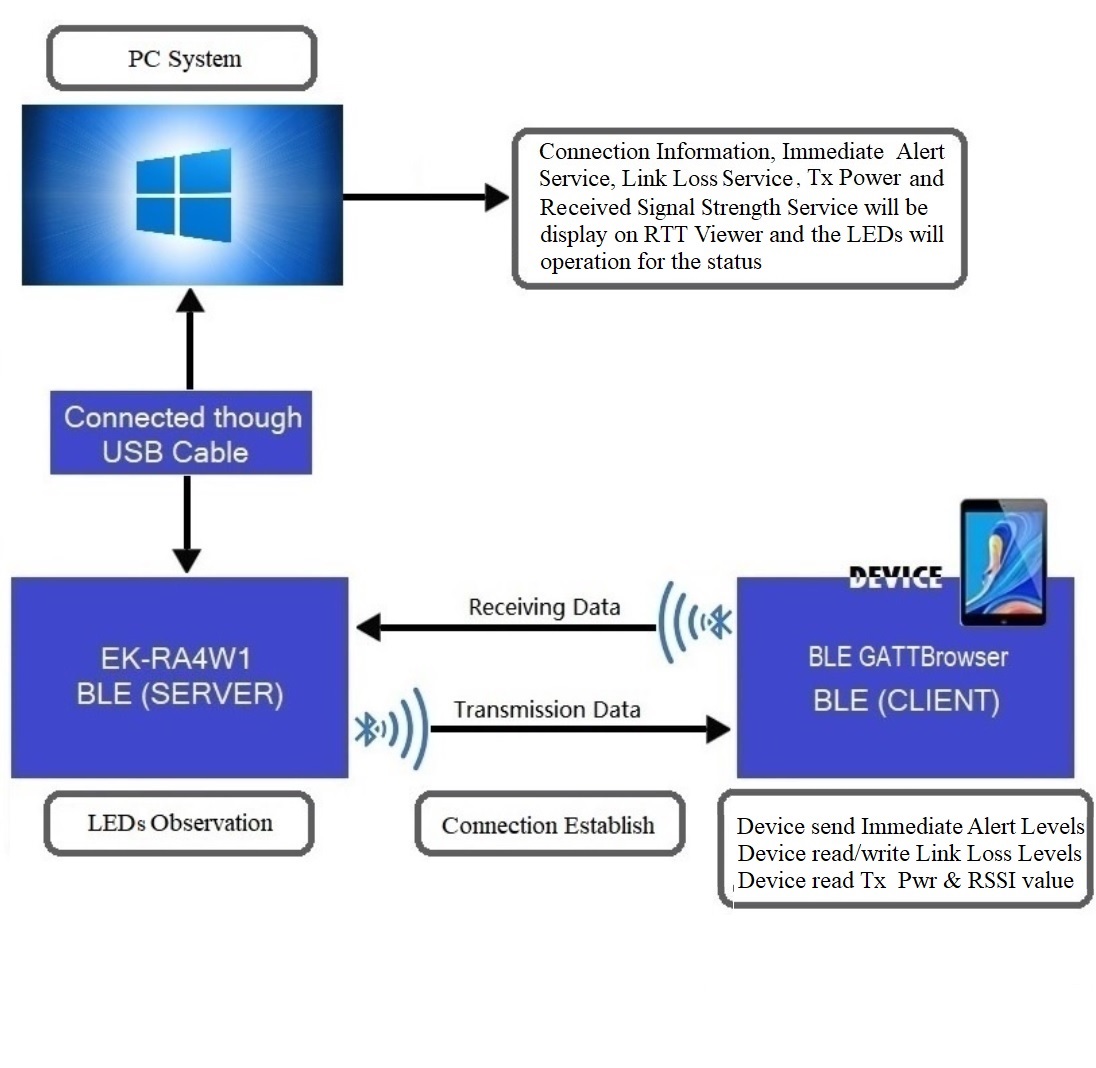 PC System
Connection Information, Immediate Alert
Service, Link Loss Service, Tx Power and
Received Signal Strength Service will be
display on RTT Viewer and the LEDs will
operation for the status
Connected though
USB Cable
DEVICE
Receiving Data
EK-RA4W1
BLE (SERVER)
BLE GATTBrowser
BLE (CLIENT)
Transmission Data
LEDs Observation
Connection Establish
Device send Immediate Alert Levels
Device read/write Link Loss Levels
Device read Tx Pwr & RSSI value